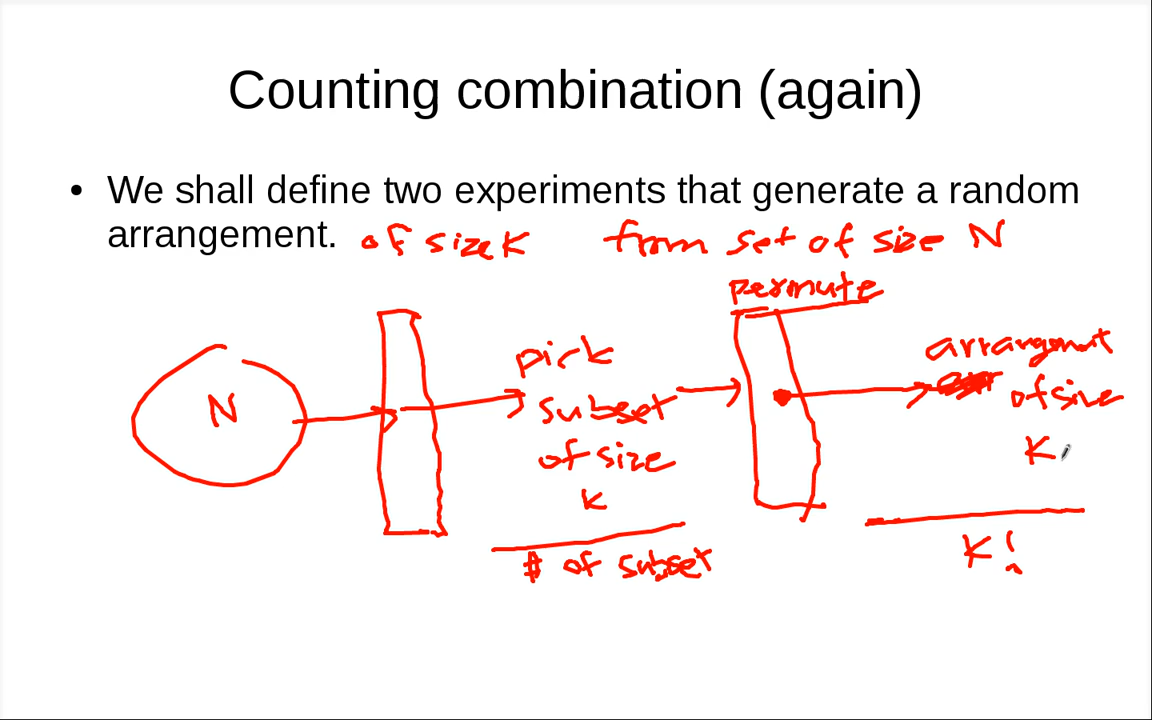 Counting combination (again)
• We shall define two experiments that generate a random
arrangement. of size K from set of size N
permute
N
pick
subset
of size
K
# of subset
arrangment
of size
K
K!